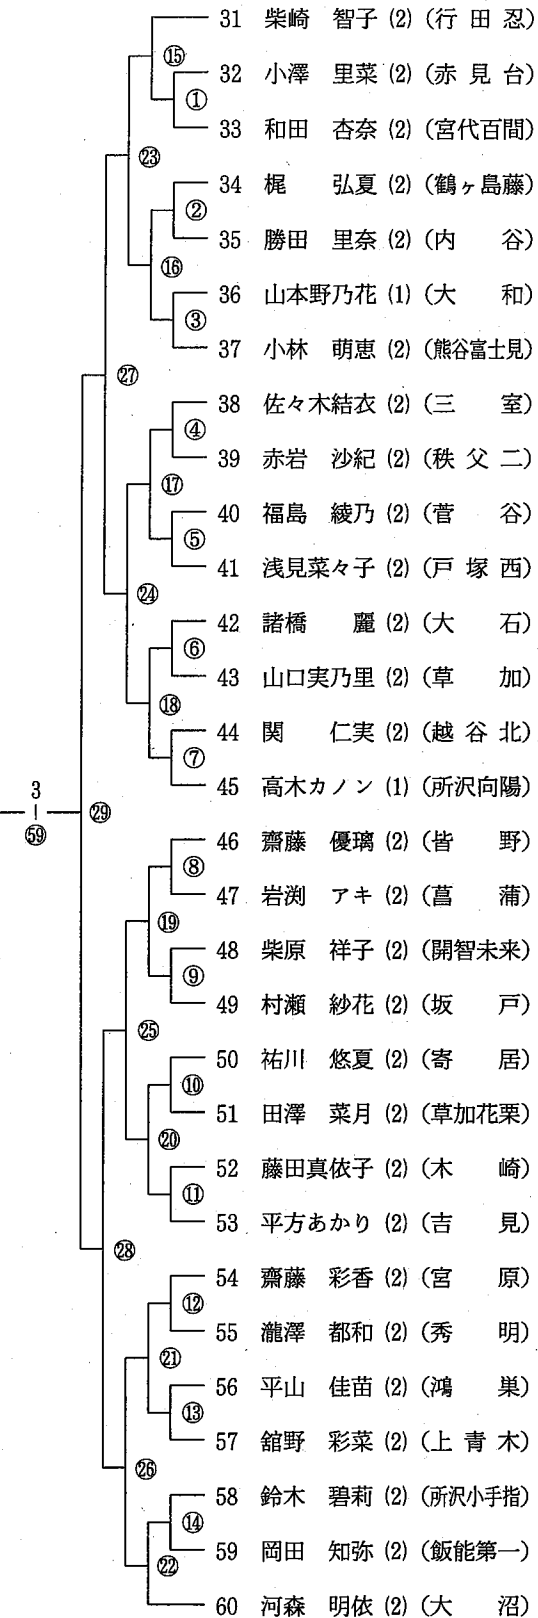 31 柴崎 智子 (2) (行田忍)
⑮
32 小澤 里菜 (2) (赤見台)
①
33 和田 杏奈 (2) (宮代百間)
㉓
34 梶 弘夏 (2) (鶴ヶ島藤)
②
35 勝田 里奈 (2) (内谷)
⑯
36 山本野乃花 (1) (大和)
③
37 小林 萌恵 (2) (熊谷富士見)
㉗
38 佐々木結衣 (2) (三室)
④
39 赤岩 沙紀 (2) (秩父二)
⑰
40 福島 綾乃 (2) (菅谷)
⑤
41 浅見菜々子 (2) (戸塚西)
㉔
42 諸橋 麗 (2) (大石)
⑥
43 山口実乃里 (2) (草加)
⑱
44 関 仁実 (2) (越谷北)
⑦
45 高木カノン (1) (所沢向陽)
3
㉙
59
46 齋藤 優璃 (2) (皆野)
⑧
47 岩渕 アキ (2) (菖蒲)
⑲
48 柴原 祥子 (2) (開智未来)
⑨
49 村瀬 紗花 (2) (坂戸)
㉕
50 祐川 悠夏 (2) (寄居)
⑩
51 田澤 菜月 (2) (草加花栗)
⑳
52 藤田真依子 (2) (木崎)
⑪
53 平方あかり (2) (吉見)
㉘
54 齋藤 彩香 (2) (宮原)
⑫
55 瀧澤 都和 (2) (秀明)
㉑
56 平山 佳苗 (2) (鴻巣)
⑬
57 舘野 彩菜 (2) (上青木)
㉖
58 鈴木 碧莉 (2) (所沢小手指)
⑭
59 岡田 知弥 (2) (飯能第一)
㉒
60 河森 明依 (2) (大沼)